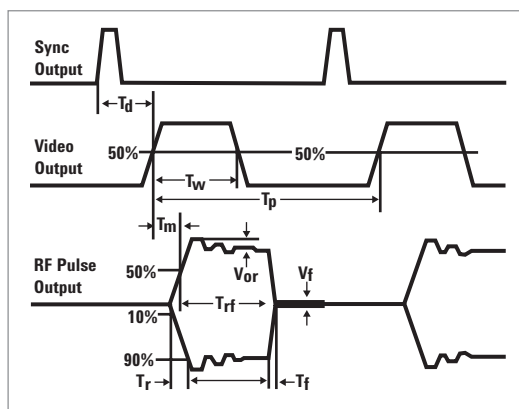 Sync
Output
Td
Video
Output
50%
50%
Tw
Tp
Tm
RF Pulse
Output
50%
Vor
Vf
Trf
10%
90%
Tr
Tf